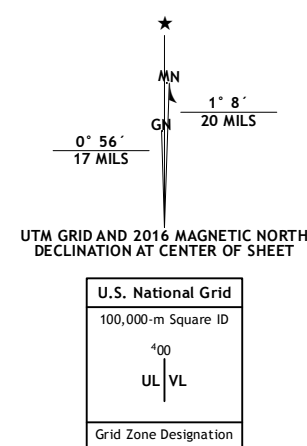 MN
1° 8´
20 MILS
GN
0° 56´
17 MILS
UTM GRID AND 2016 MAGNETIC NORTH
DECLINATION AT CENTER OF SHEET
U.S. National Grid
100,000-m Square ID
⁴00
UL VL
Grid Zone Designation